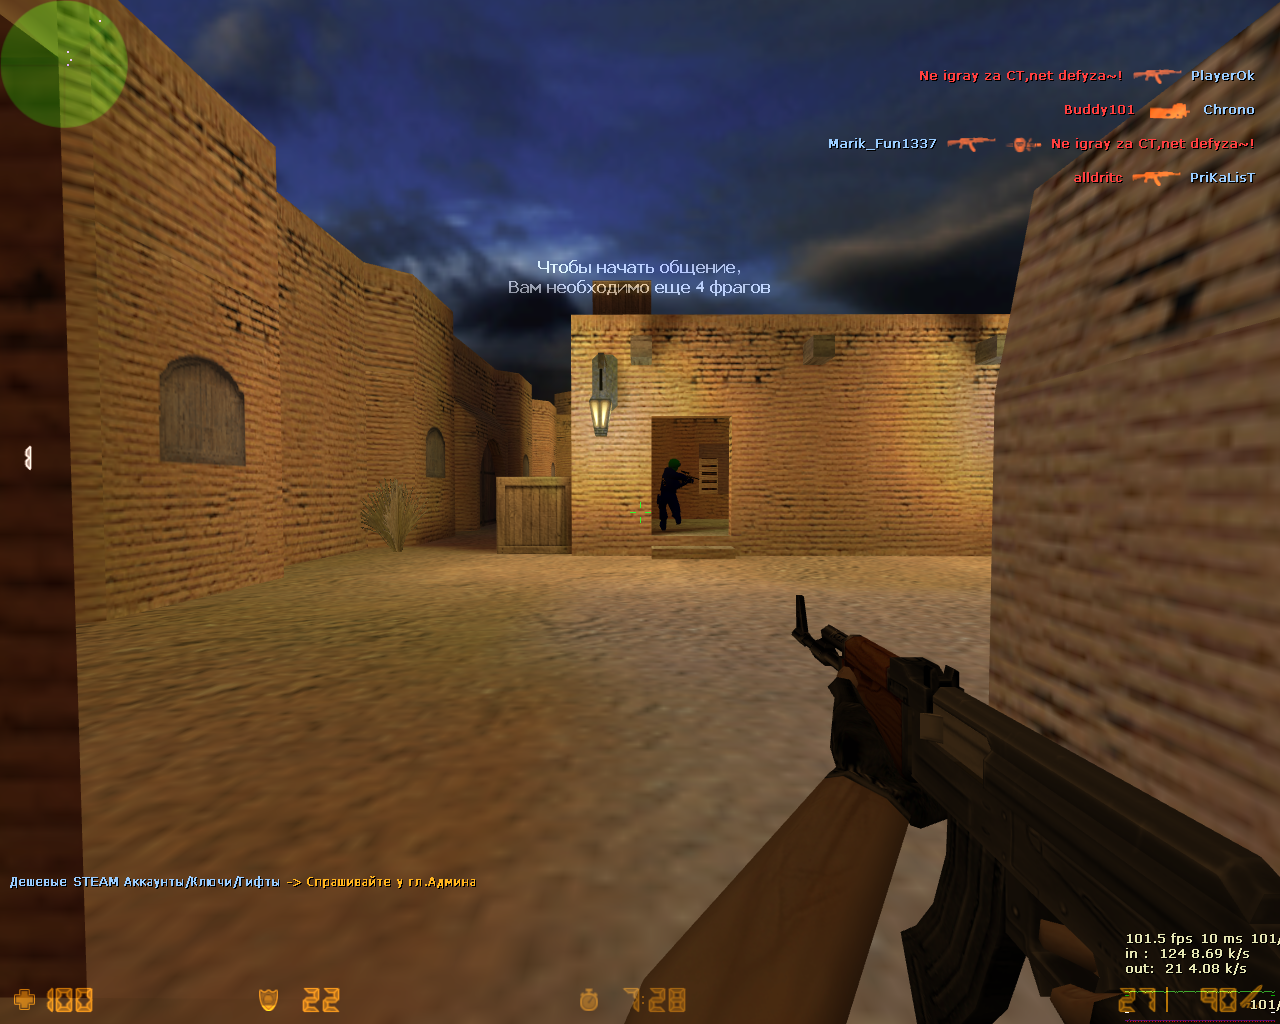 Ne igray za CT,net defyza~! PlayerOk
Buddy101 Chrono
Marik_Fun1337 Ne igray za CT,net defyza~!
alldritc PriKaLisT
Чтобы начать общение,
Вам необходимо еще 4 фрагов
Дешевые STEAM Аккаунты/Ключи/Гифты -> Спрашивайте у гл.Админа
101.5 fps 10 ms 101/
in : 124 8.69 k/s
out: 21 4.08 k/s
100 22 7:28 27| 90/
101/